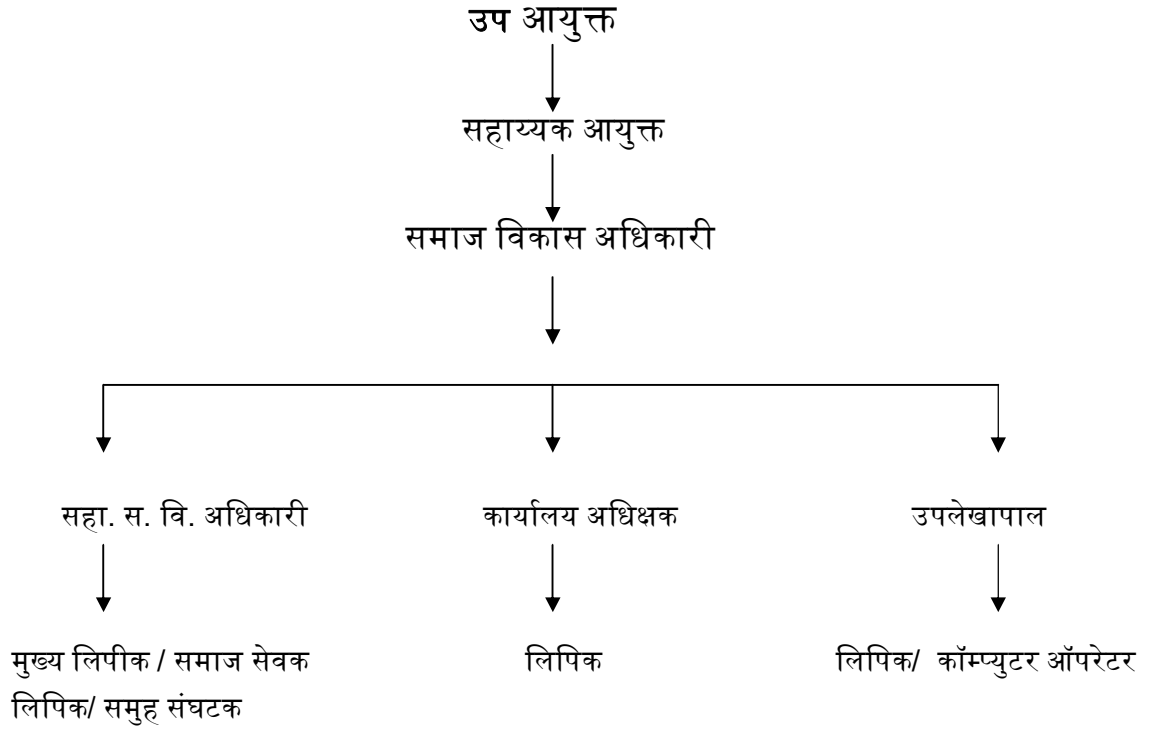 उप आयुक्त
सहाय्यक आयुक्त
समाज विकास अधिकारी
सहा. स. वि. अधिकारी
कार्यालय अधिक्षक
उपलेखापाल
मुख्य लिपीक / समाज सेवक
लिपिक/ समुह संघटक
लिपिक
लिपिक/ कॉम्प्युटर ऑपरेटर